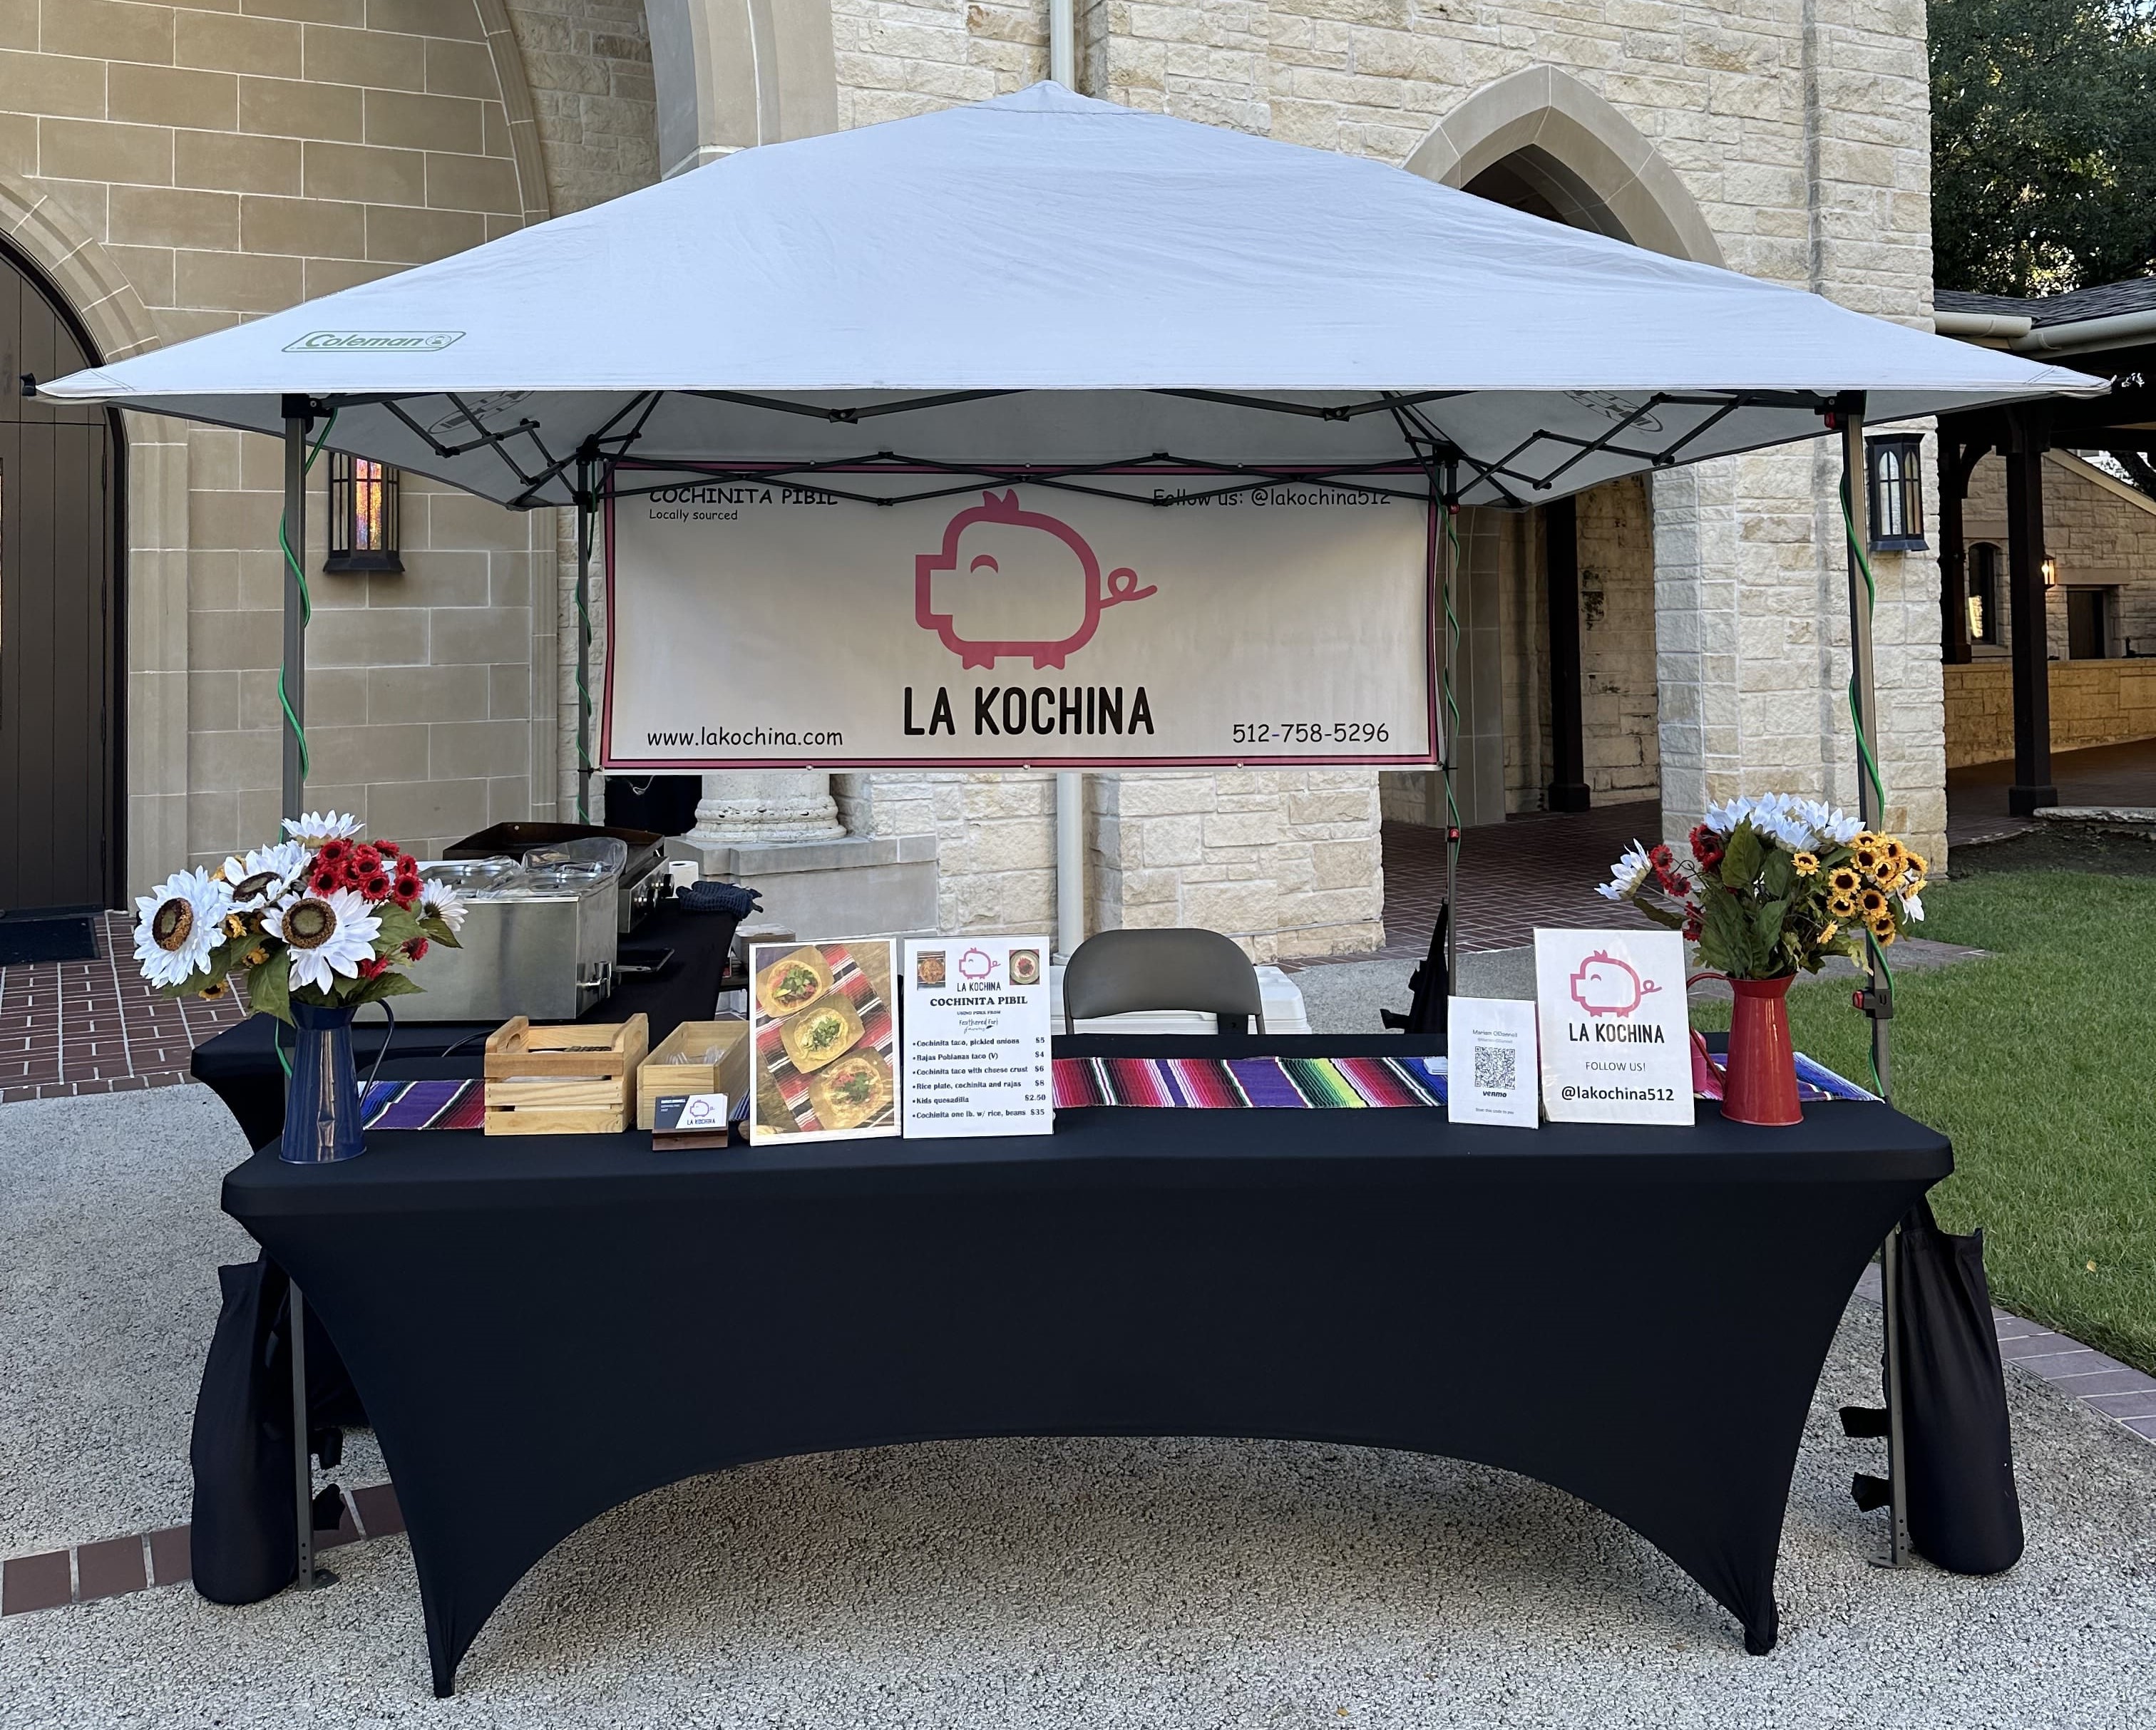 Coleman
COCHINITA PIBIL
Locally sourced
Follow us: @lakochina512
LA KOCHINA
www.lakochina.com
512-758-5296
LA KOCHINA
COCHINITA PIBIL
USING PORK FROM
•Cochinita taco, pickled onions $5
•Rajas Poblanas taco (V) $4
•Cochinita taco with cheese crust $6
•Rice plate, cochinita and rajas $8
•Kids quesadilla $2.50
•Cochinita one lb. w/ rice, beans $35
LA KOCHINA
venmo
LA KOCHINA
FOLLOW US!
@lakochina512